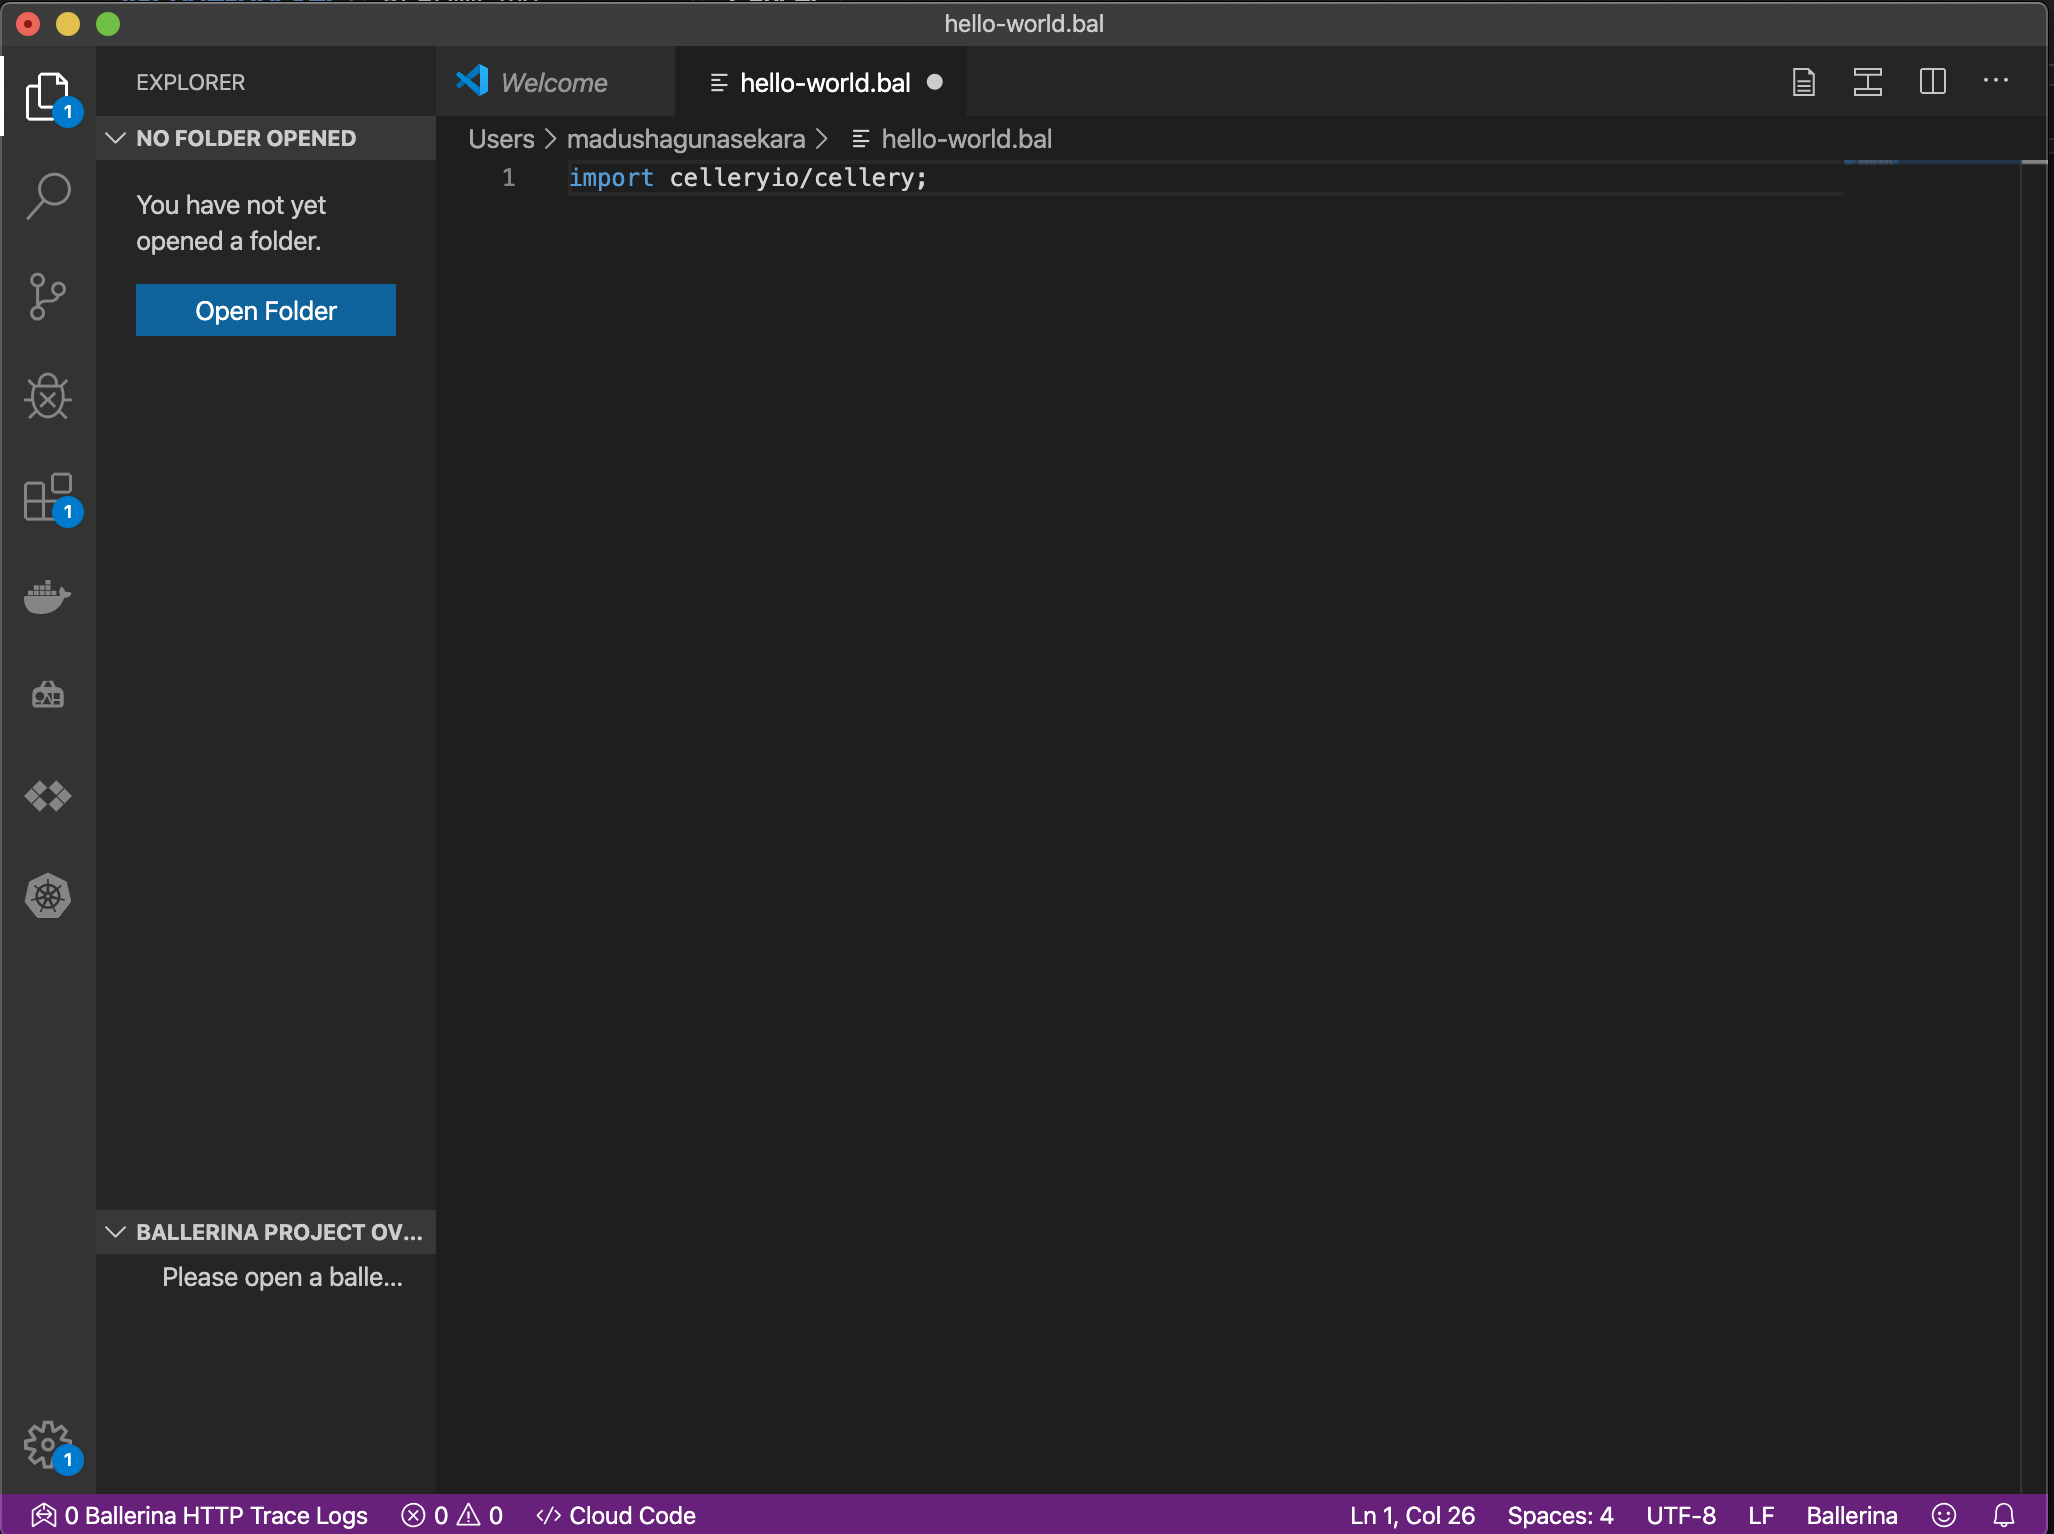 hello-world.bal
EXPLORER
Welcome
hello-world.bal
1
NO FOLDER OPENED
Users > madushagunasekara > hello-world.bal
1 import celleryio/cellery;
You have not yet
opened a folder.
Open Folder
1
BALLERINA PROJECT OV...
Please open a balle...
1
0 Ballerina HTTP Trace Logs 0 0 </> Cloud Code Ln 1, Col 26 Spaces: 4 UTF-8 LF Ballerina